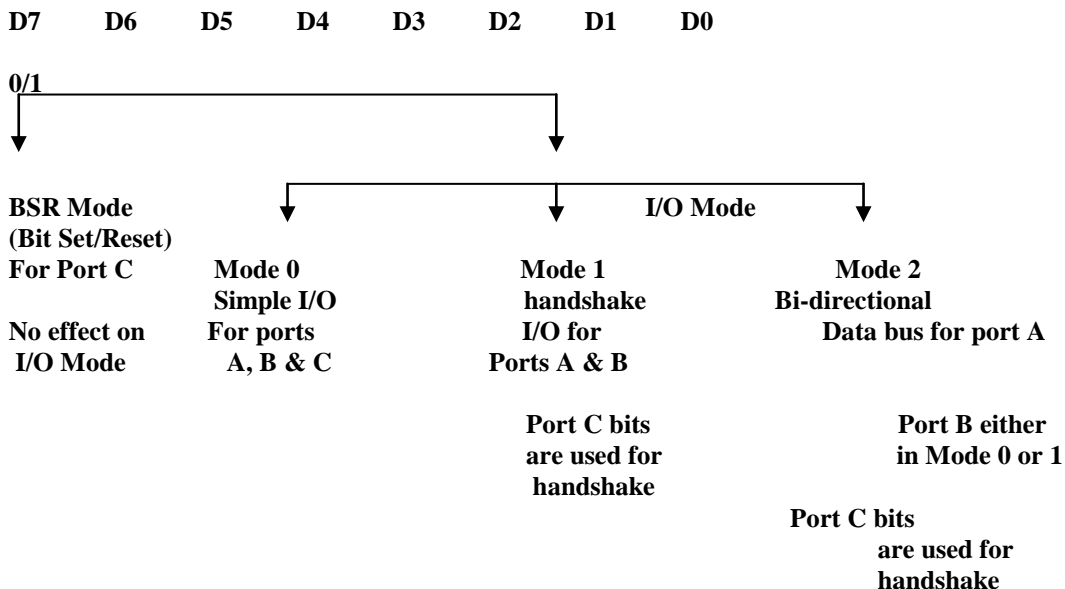 D7 D6 D5 D4 D3 D2 D1 D0
0/1
BSR Mode
(Bit Set/Reset)
For Port C
No effect on
I/O Mode
I/O Mode
Mode 0
Simple I/O
For ports
A, B & C
Mode 1
handshake
I/O for
Ports A & B
Port C bits
are used for
handshake
Mode 2
Bi-directional
Data bus for port A
Port B either
in Mode 0 or 1
Port C bits
are used for
handshake